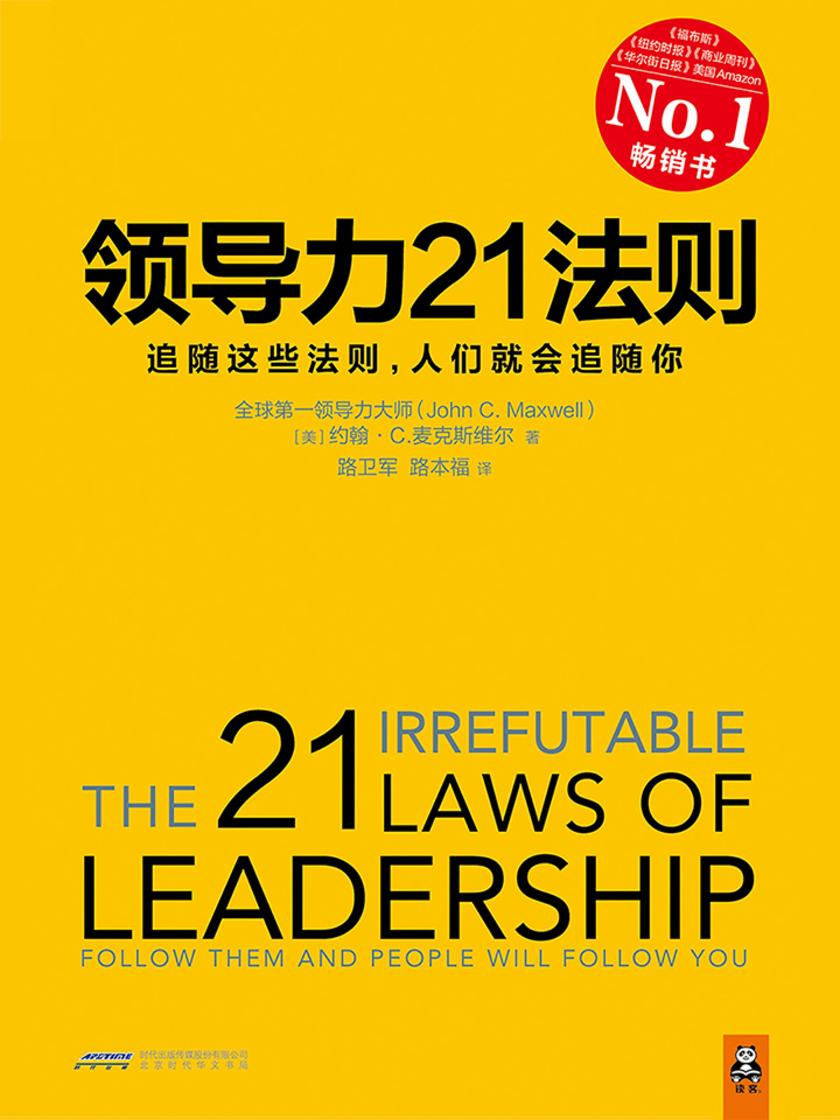 《福布斯》
《纽约时报》《商业周刊》
《华尔街日报》美国Amazon
No.1
畅销书
领导力21法则
追随这些法则,人们就会追随你
全球第一领导力大师(John C. Maxwell)
[美]约翰·C.麦克斯维尔 著
路卫军 路本福 译
THE 21 IRREFUTABLE
LAWS OF
LEADERSHIP
FOLLOW THEM AND PEOPLE WILL FOLLOW YOU
ARCTIME 时代出版传媒股份有限公司
时代出版 北京时代华文书局
读客